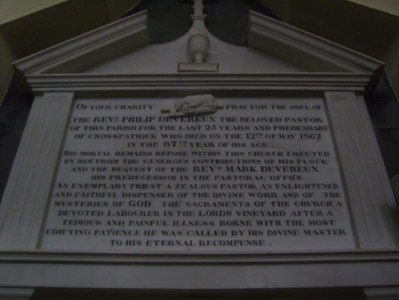 OF YOUR CHARITY PRAY FOR THE SOUL OF
THE REVD. PHILIP DEVEREUX THE BELOVED PASTOR
OF THIS PARISH FOR THE LAST 28 YEARS AND PREBENDARY
OF CROSSPATRICK WHO DIED ON THE 12TH OF MAY 1862
IN THE 67TH YEAR OF HIS AGE
HIS MORTAL REMAINS REPOSE WITHIN THIS CHURCH ERECTED
BY HIM FROM THE GENEROUS CONTRIBUTIONS OF HIS FLOCK
AND THE BEQUEST OF THE REVD. MARK DEVEREUX
HIS PREDECESSOR IN THE PASTORAL OFFICE.
AN EXEMPLARY PRIEST A ZEALOUS PASTOR AN ENLIGHTENED
AND FAITHFUL DISPENSER OF THE DIVINE WORD AND OF THE
MYSTERIES OF GOD THE SACRAMENTS OF THE CHURCH A
DEVOTED LABOURER IN THE LORDS VINEYARD AFTER A
TEDIOUS AND PAINFUL ILLNESS BORNE WITH THE MOST
EDIFYING PATIENCE HE WAS CALLED BY HIS DIVINE MASTER
TO HIS ETERNAL RECOMPENSE.